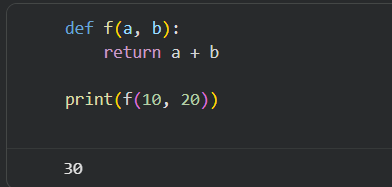 def f(a, b):
    return a + b
print(f(10, 20))
30